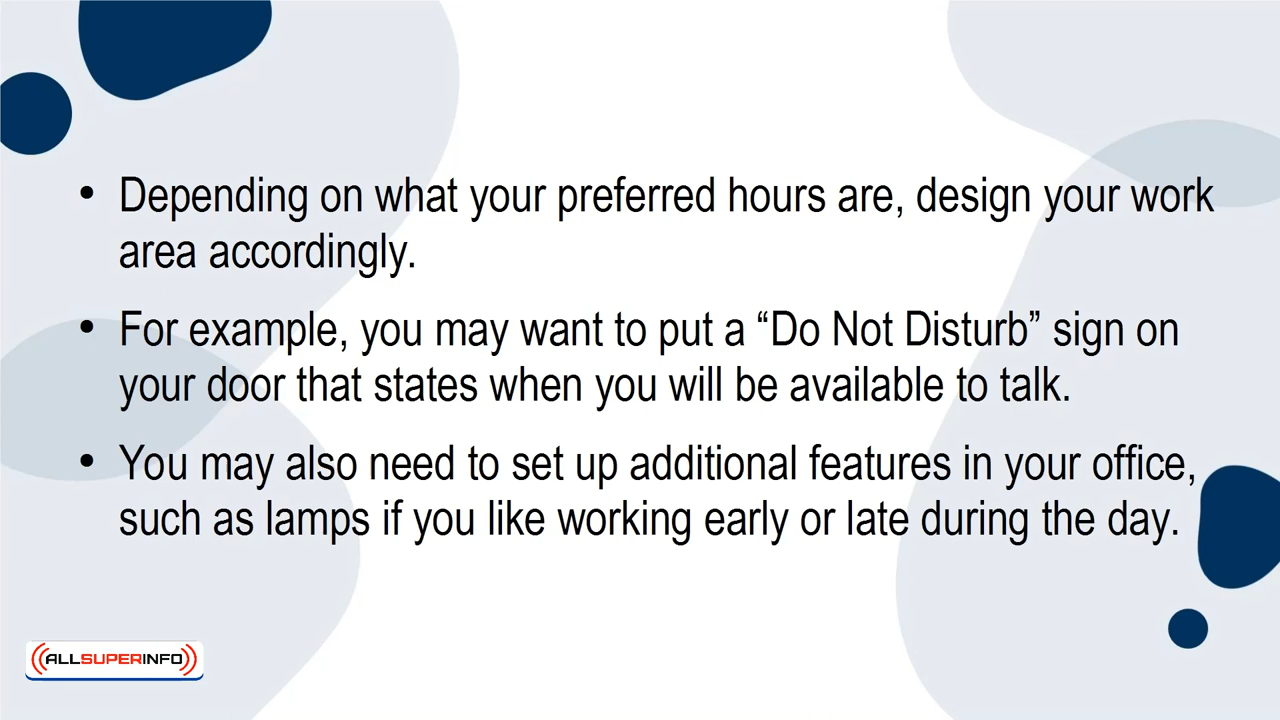 • Depending on what your preferred hours are, design your work
area accordingly.
• For example, you may want to put a “Do Not Disturb” sign on
your door that states when you will be available to talk.
• You may also need to set up additional features in your office,
such as lamps if you like working early or late during the day.
ALLSUPERINFO